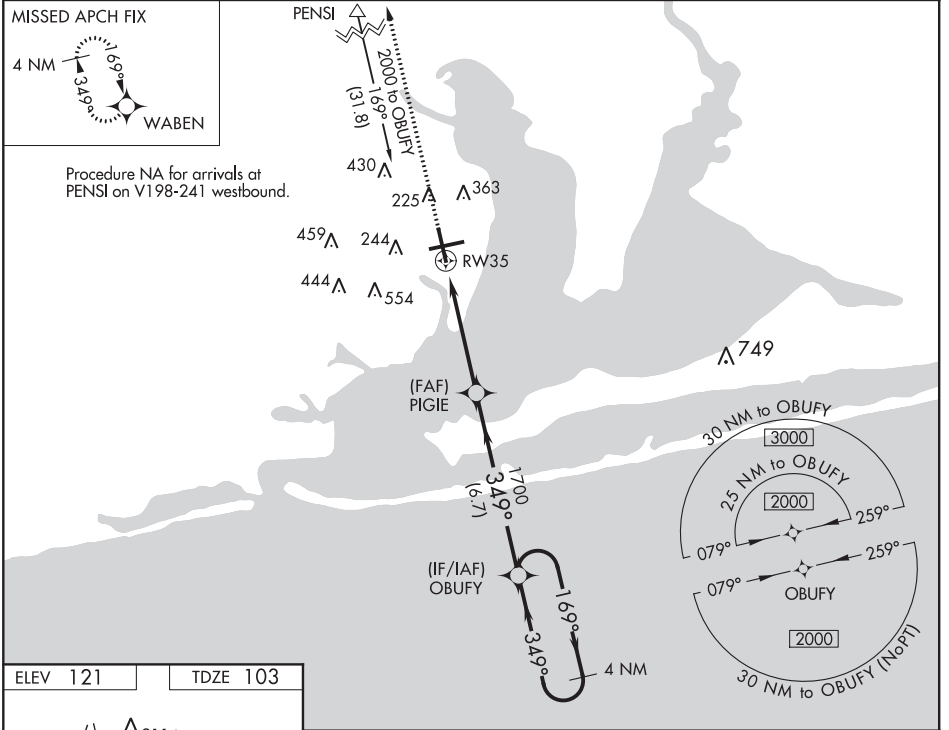 MISSED APCH FIX
4 NM
169°
349°
WABEN
PENSI
2000 to OBUFY
169°
(31.8)
Procedure NA for arrivals at
PENSI on V198-241 westbound.
430
225
363
459
244
RW35
444
554
749
(FAF)
PIGIE
1700
349°
(6.7)
(IF/IAF)
OBUFY
169°
349°
4 NM
30 NM to OBUFY
3000
25 NM to OBUFY
2000
079°
259°
079°
259°
OBUFY
2000
30 NM to OBUFY (NoPT)
ELEV 121
TDZE 103